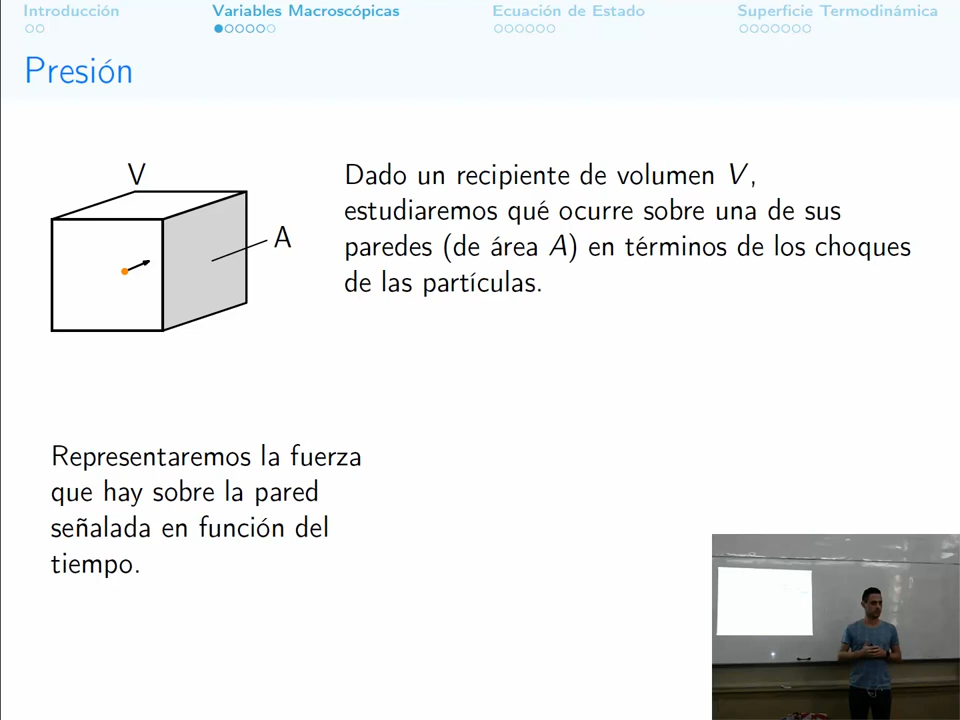 Introducción
Variables Macroscópicas
Ecuación de Estado
Superficie Termodinámica
Presión
V
A
Dado un recipiente de volumen V,
estudiaremos qué ocurre sobre una de sus
paredes (de área A) en términos de los choques
de las partículas.
Representaremos la fuerza
que hay sobre la pared
señalada en función del
tiempo.